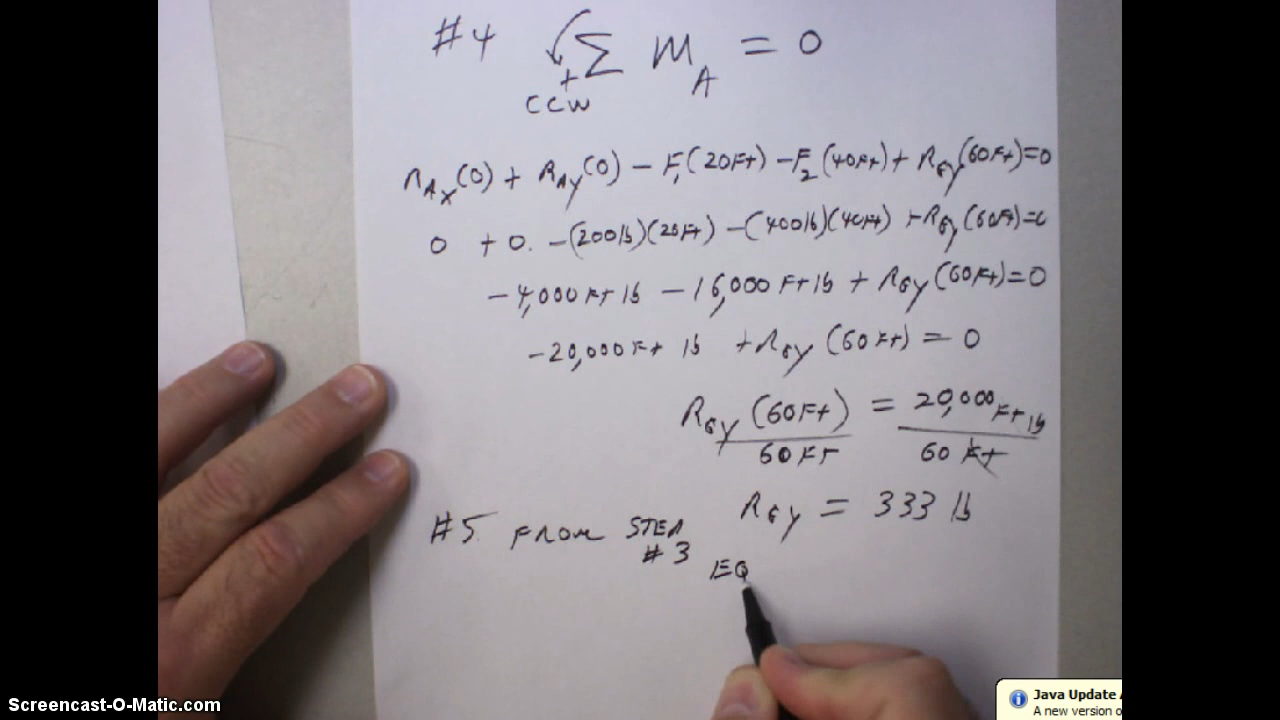 #4 Σ M_A = 0
+
CCW
R_Ax(0) + R_Ay(0) - F_1(20Ft) - F_2(40Ft) + R_Gy(60Ft)=0
0 + 0. -(200lb)(20Ft) -(400lb)(40Ft) + R_Gy(60Ft)=0
-4,000 Ft lb - 16,000 Ft lb + R_Gy(60Ft)=0
-20,000 Ft lb + R_Gy (60Ft) = 0
R_Gy (60Ft) = 20,000 Ft lb
60 Ft 60 Ft
R_Gy = 333 lb
#5. FROM STEP
#3
EQ
Screencast-O-Matic.com
Java Update
A new version o